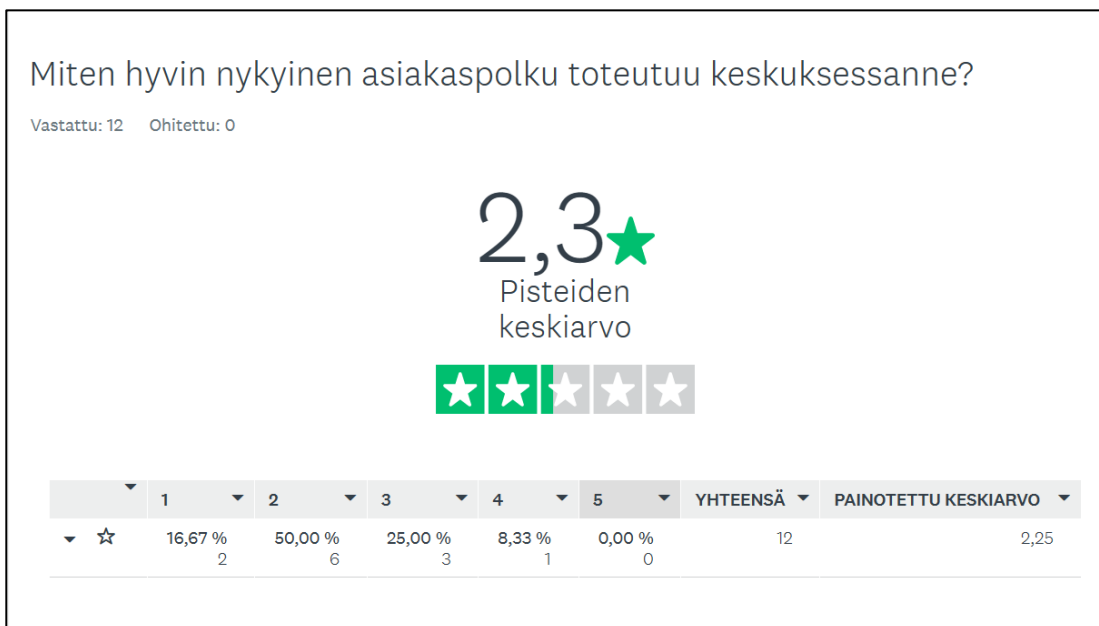 Miten hyvin nykyinen asiakaspolku toteutuu keskuksessanne?
Vastattu: 12 Ohitettu: 0
2,3
Pisteiden
keskiarvo
1 2 3 4 5 YHTEENSÄ PAINOTETTU KESKIARVO
16,67 % 50,00 % 25,00 % 8,33 % 0,00 % 12 2,25
2 6 3 1 0